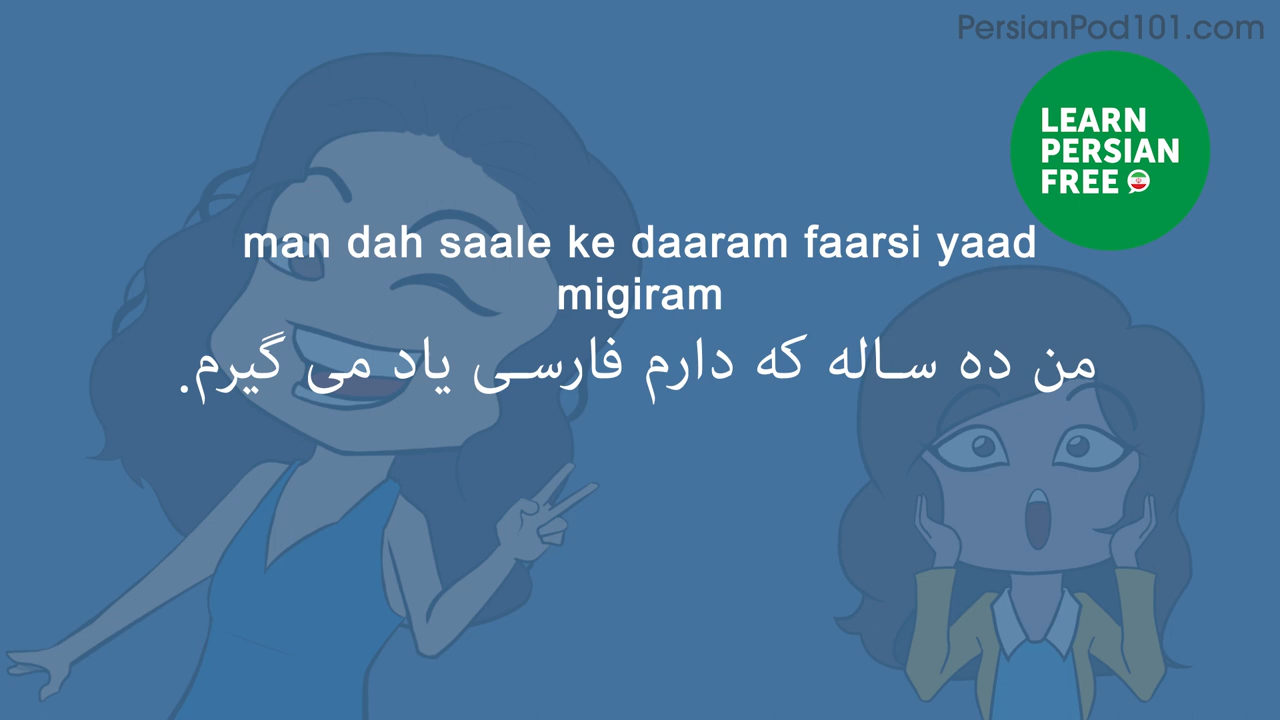 PersianPod101.com
LEARN
PERSIAN
FREE
man dah saale ke daaram faarsi yaad
migiram
من ده ساله که دارم فارسی یاد می گیرم.